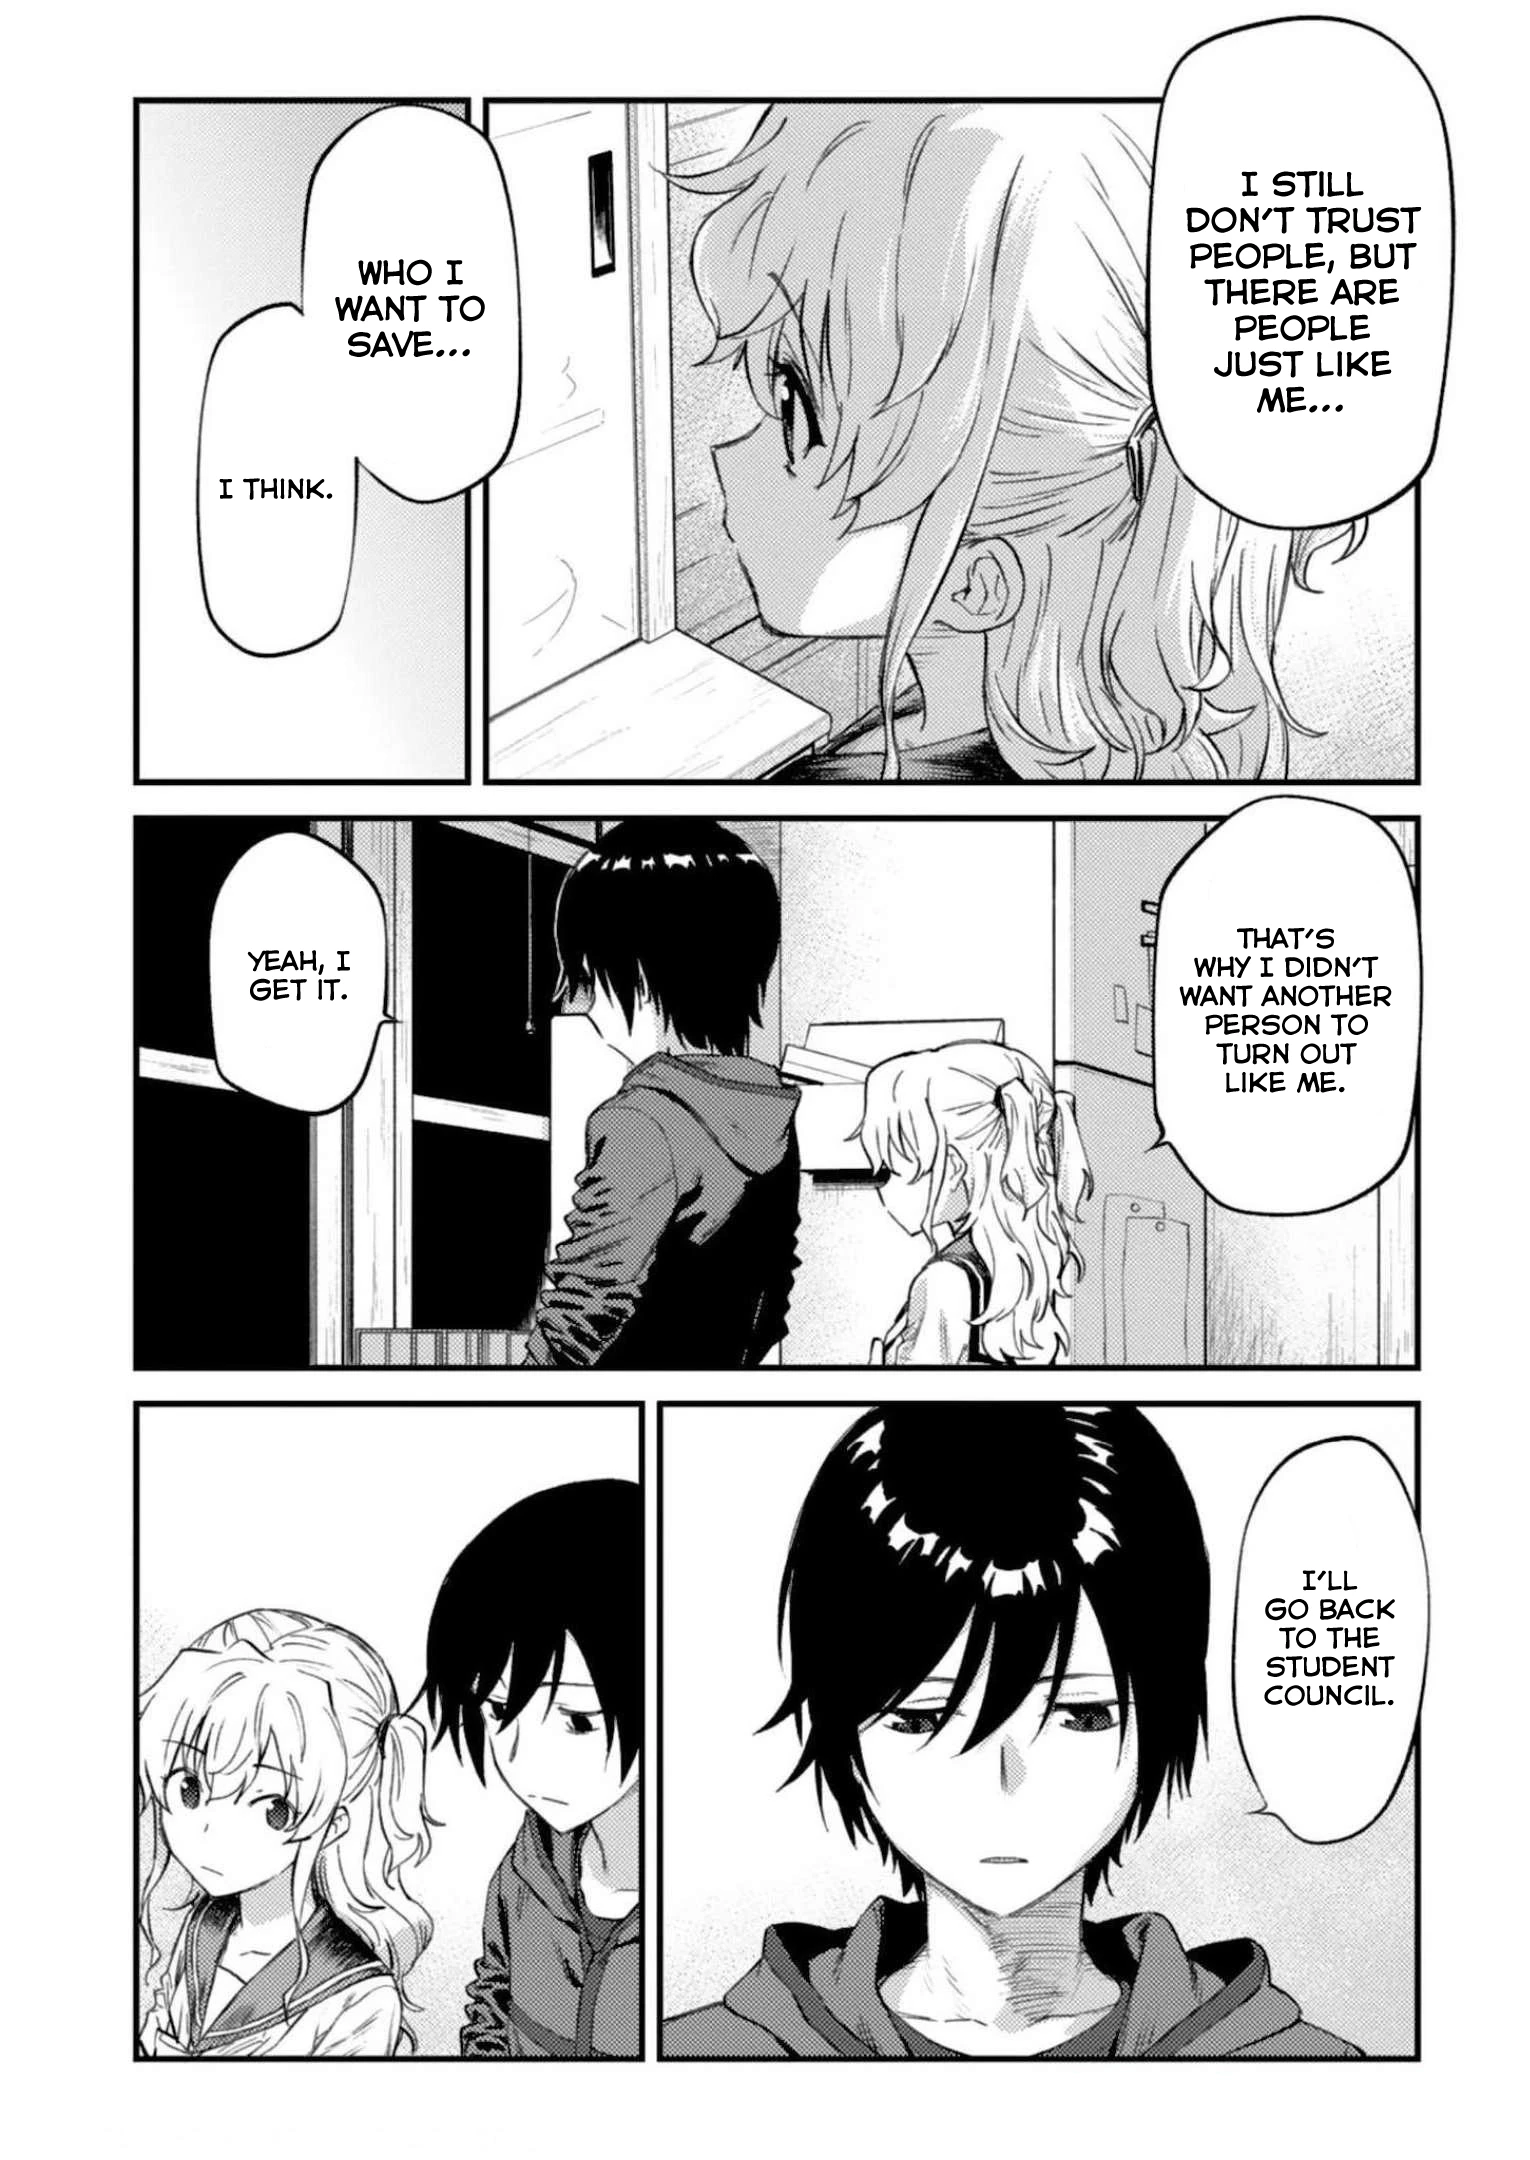 I STILL
DON'T TRUST
PEOPLE, BUT
THERE ARE
PEOPLE
JUST LIKE
ME...
WHO I
WANT TO
SAVE...
I THINK.
THAT'S
WHY I DIDN'T
WANT ANOTHER
PERSON TO
TURN OUT
LIKE ME.
YEAH, I
GET IT.
I'LL
GO BACK
TO THE
STUDENT
COUNCIL.